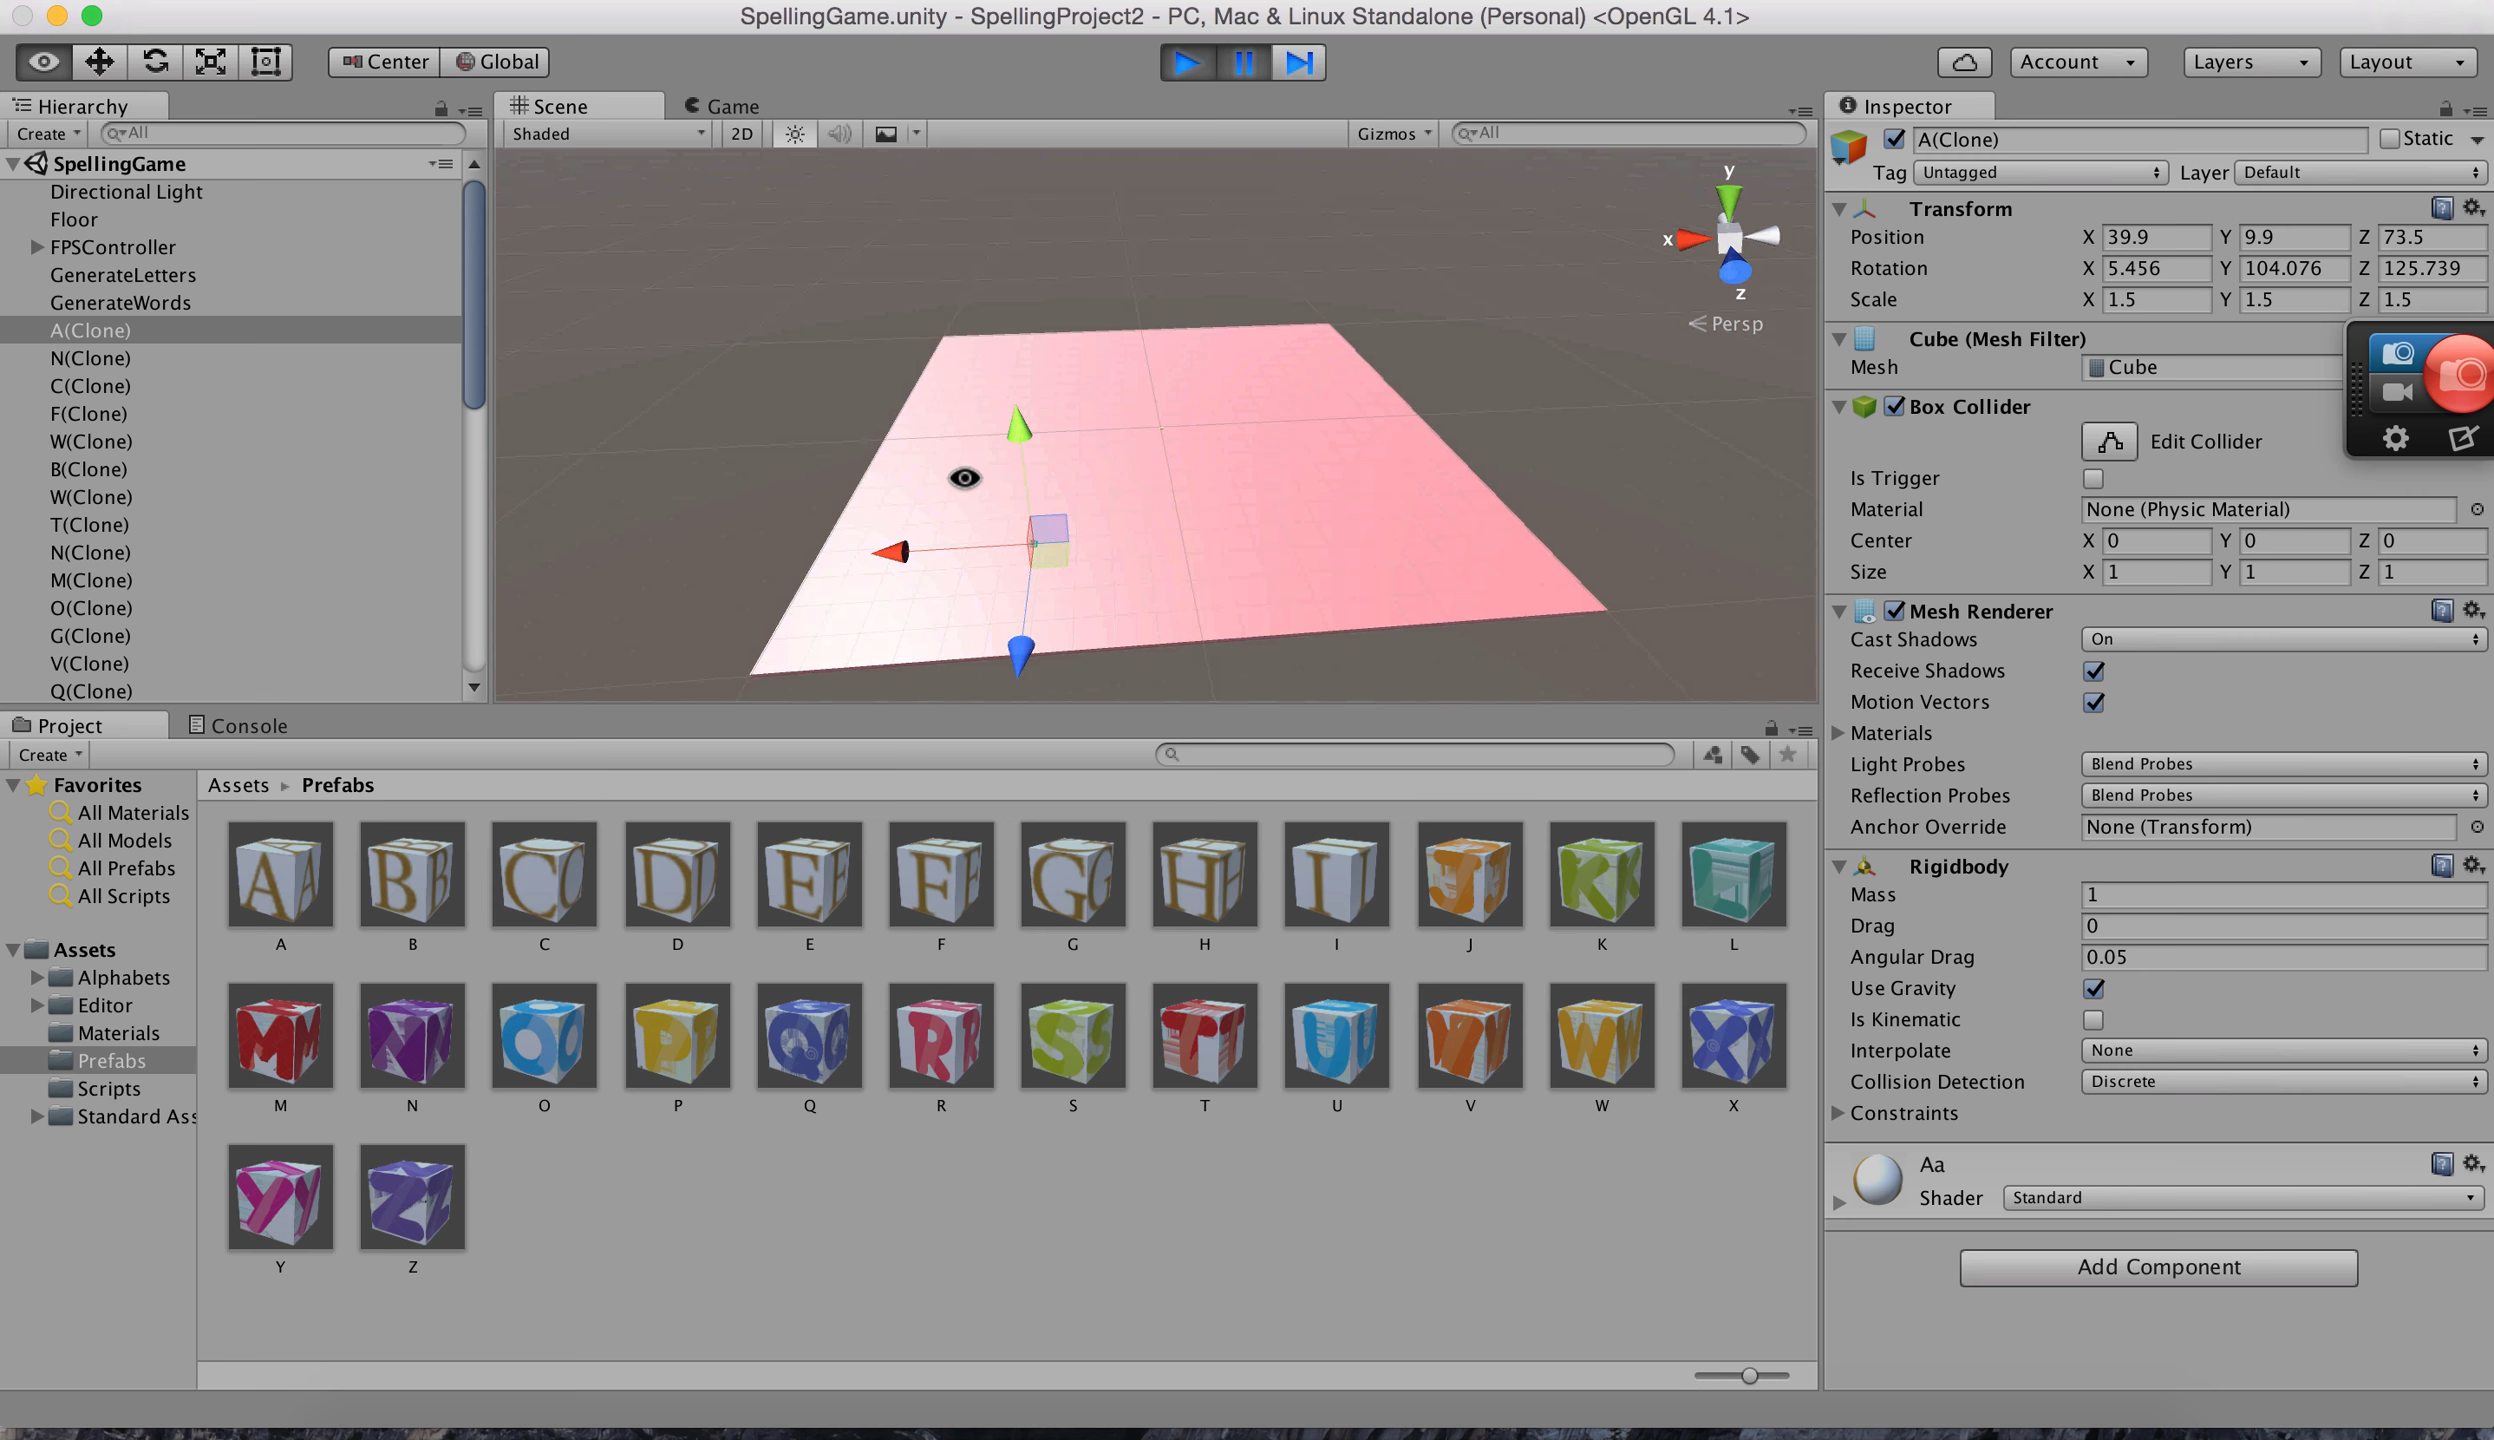 SpellingGame.unity - SpellingProject2 - PC, Mac & Linux Standalone (Personal) <OpenGL 4.1>
Center Global Account Layers Layout
Hierarchy
Create All
SpellingGame
Directional Light
Floor
FPSController
GenerateLetters
GenerateWords
A(Clone)
N(Clone)
C(Clone)
F(Clone)
W(Clone)
B(Clone)
W(Clone)
T(Clone)
N(Clone)
M(Clone)
O(Clone)
G(Clone)
V(Clone)
Q(Clone)
Scene Game
Shaded 2D Gizmos All
y
x
z
Persp
Inspector
A(Clone) Static
Tag Untagged Layer Default
Transform
Position X 39.9 Y 9.9 Z 73.5
Rotation X 5.456 Y 104.076 Z 125.739
Scale X 1.5 Y 1.5 Z 1.5
Cube (Mesh Filter)
Mesh Cube
Box Collider
Edit Collider
Is Trigger
Material None (Physic Material)
Center X 0 Y 0 Z 0
Size X 1 Y 1 Z 1
Mesh Renderer
Cast Shadows On
Receive Shadows
Motion Vectors
Materials
Light Probes Blend Probes
Reflection Probes Blend Probes
Anchor Override None (Transform)
Rigidbody
Mass 1
Drag 0
Angular Drag 0.05
Use Gravity
Is Kinematic
Interpolate None
Collision Detection Discrete
Constraints
Aa
Shader Standard
Add Component
Project Console
Create
Favorites
All Materials
All Models
All Prefabs
All Scripts
Assets
Alphabets
Editor
Materials
Prefabs
Scripts
Standard Ass
Assets Prefabs
A B C D E F G H I J K L
M N O P Q R S T U V W X
Y Z